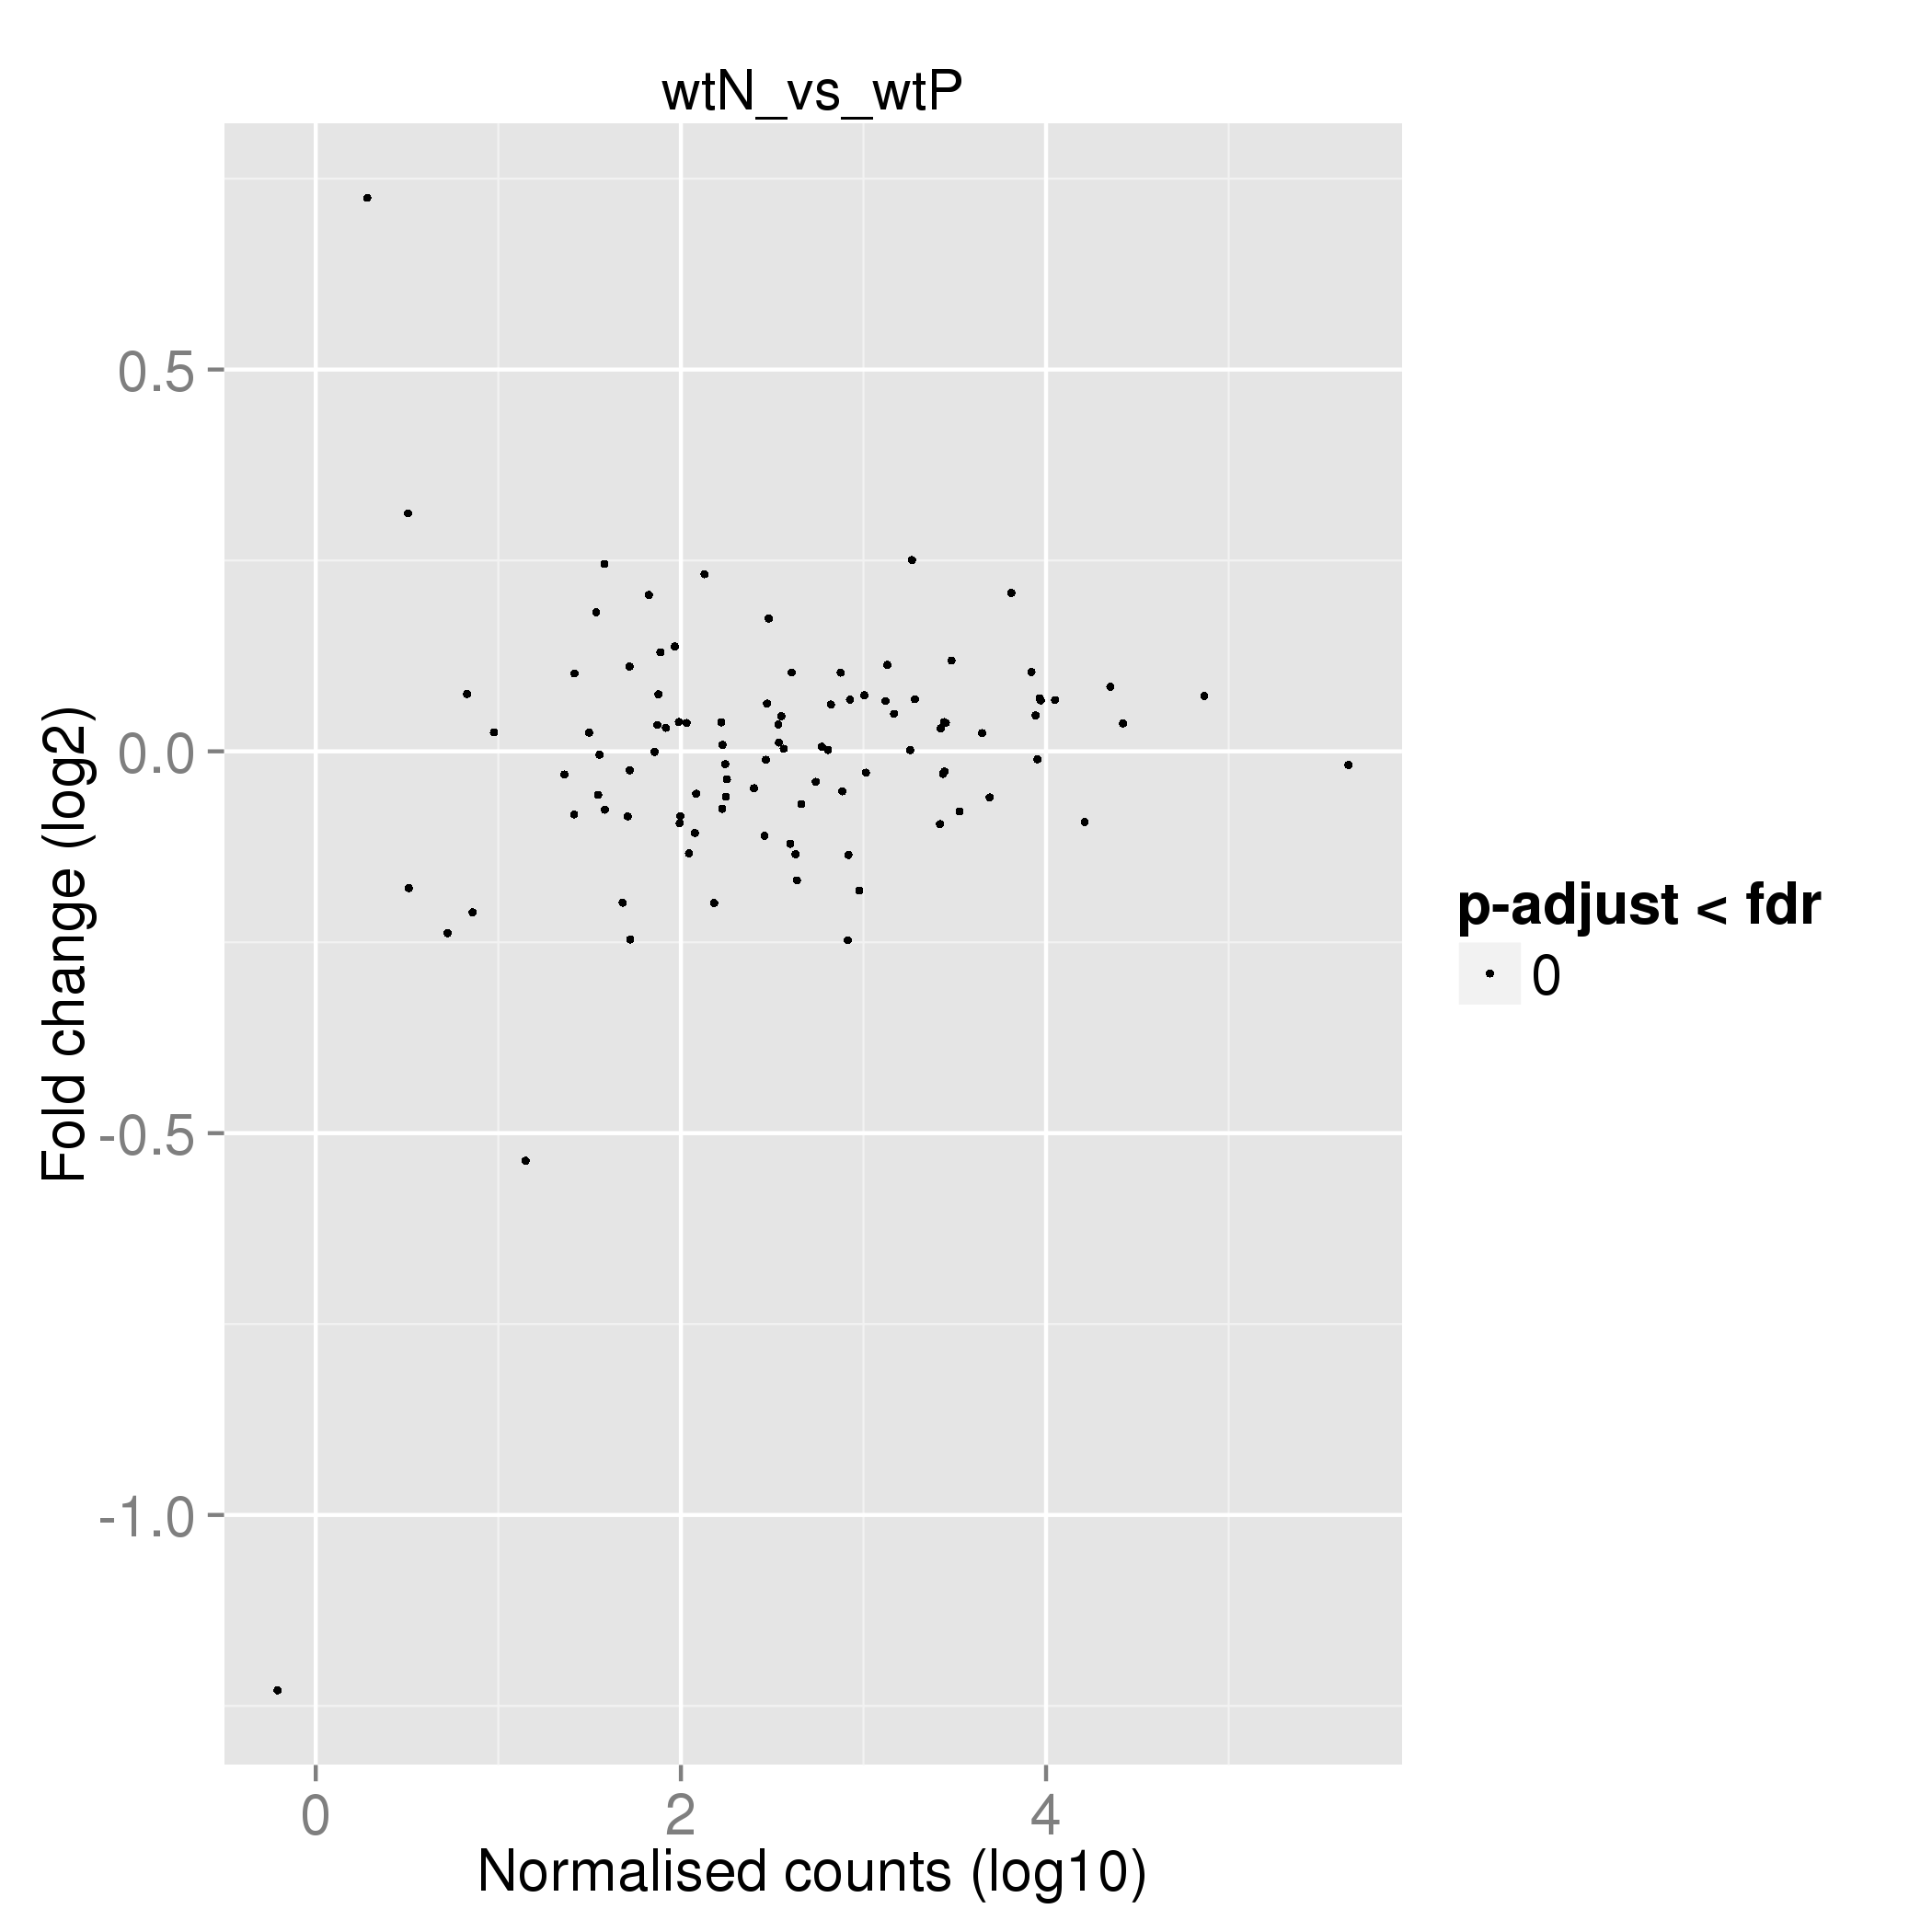 wtN_vs_wtP
0.5
0.0
-0.5
-1.0
Fold change (log2)
0 2 4
Normalised counts (log10)
p-adjust < fdr
0